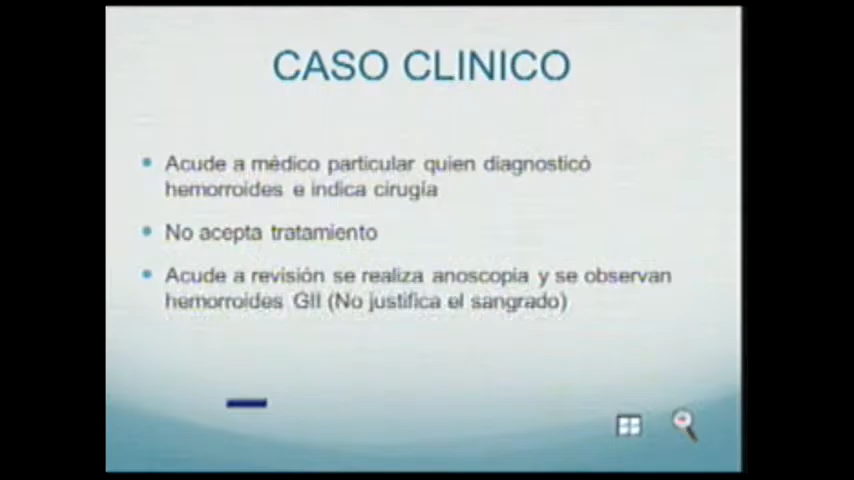 CASO CLINICO
Acude a médico particular quien diagnosticó
hemorroides e indica cirugía
No acepta tratamiento
Acude a revisión se realiza anoscopia y se observan
hemorroides GII (No justifica el sangrado)